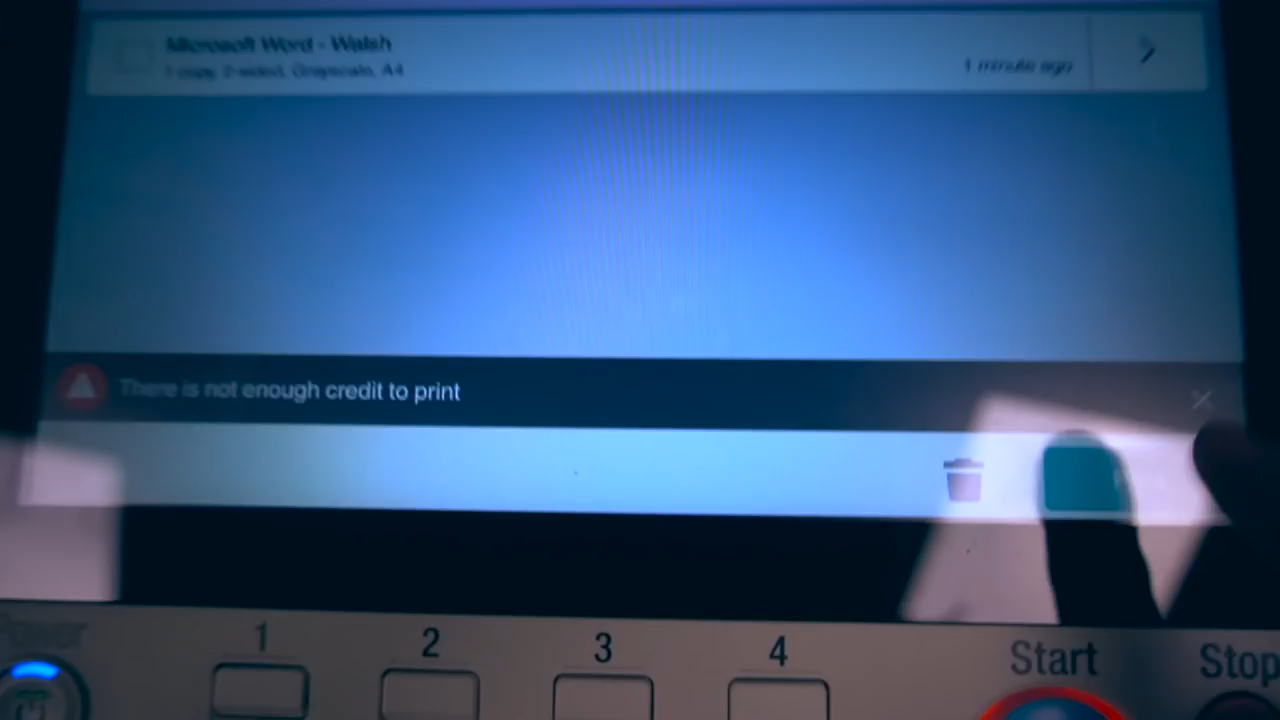 Microsoft Word - Walsh
1 copy, 2-sided, Grayscale, A4
1 minute ago
There is not enough credit to print
Power
1
2
3
4
Start
Stop